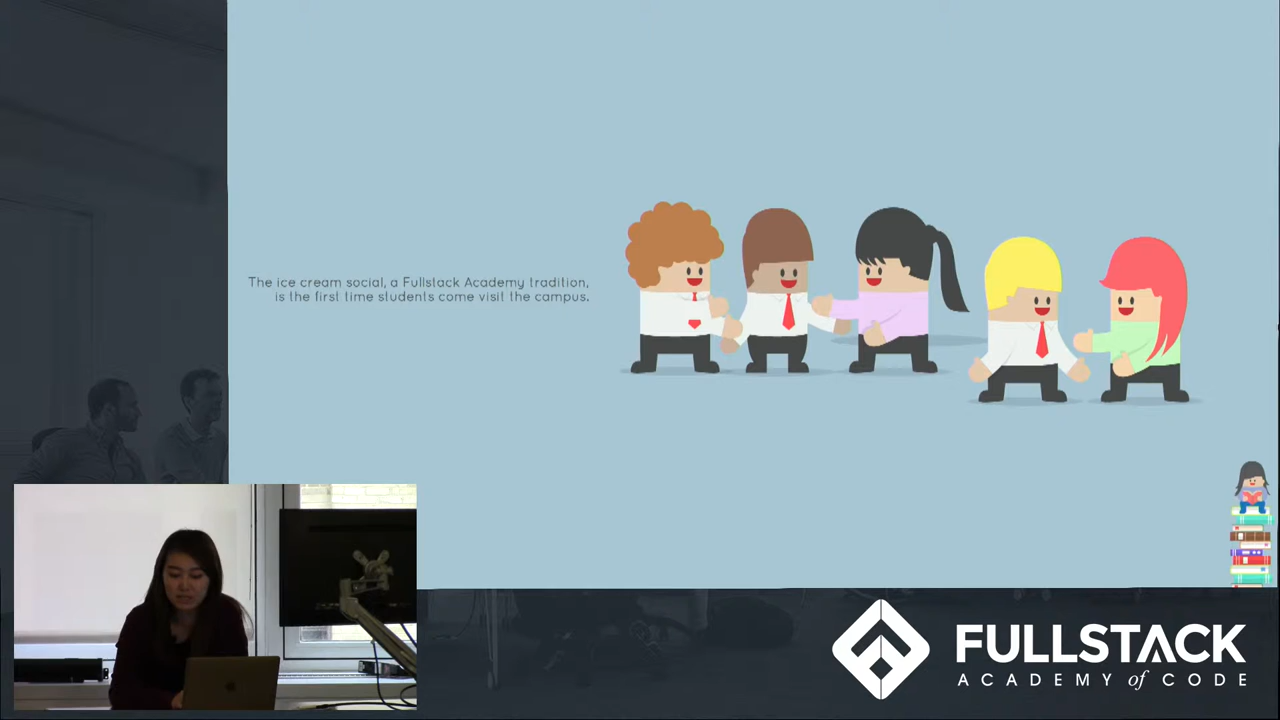 The ice cream social, a Fullstack Academy tradition,
is the first time students come visit the campus.
FULLSTACK
ACADEMY of CODE